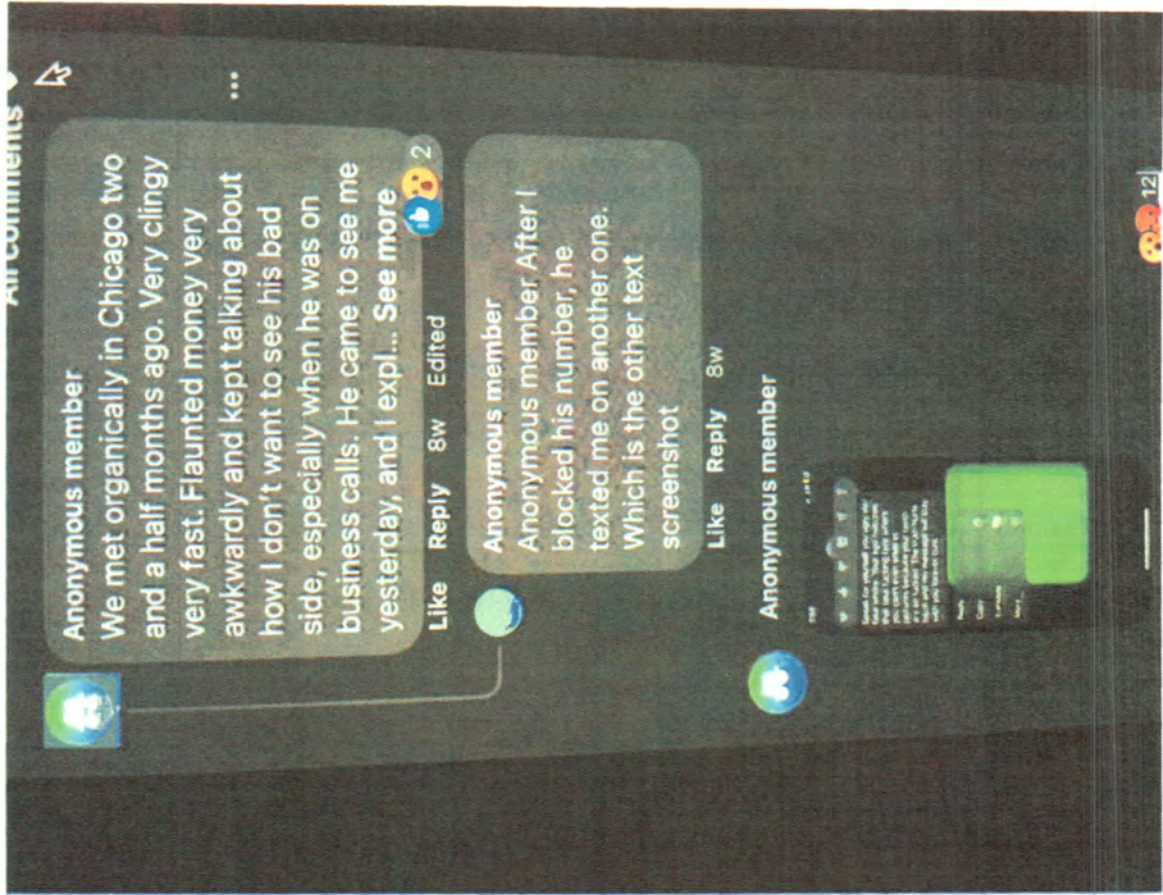 All comments
Anonymous member
We met organically in Chicago two
and a half months ago. Very clingy
very fast. Flaunted money very
awkwardly and kept talking about
how I don't want to see his bad
side, especially when he was on
business calls. He came to see me
yesterday, and I expl... See more
2
Like Reply 8w Edited
Anonymous member
Anonymous member After I
blocked his number, he
texted me on another one.
Which is the other text
screenshot
Like Reply 8w
Anonymous member
12